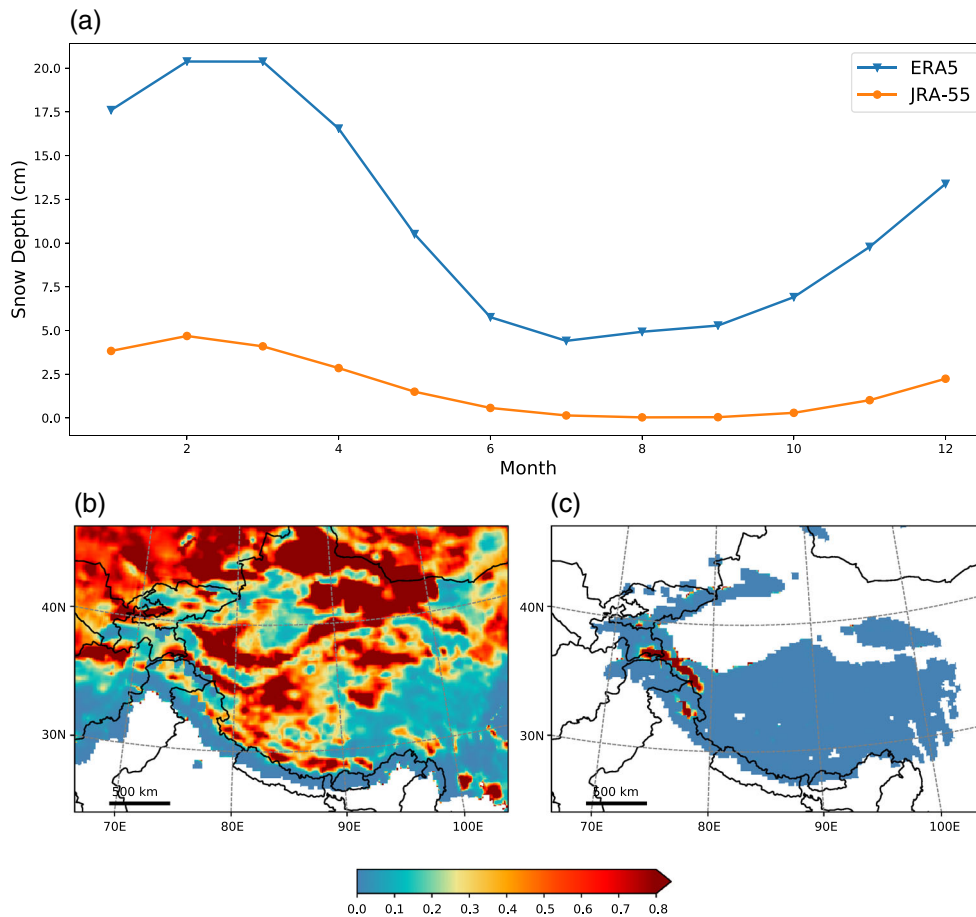 (a)
20.0
17.5
15.0
12.5
10.0
7.5
5.0
2.5
0.0
Snow Depth (cm)
ERA5
JRA-55
2 4 6 8 10 12
Month
(b)
40N
30N
500 km
70E 80E 90E 100E
(c)
40N
30N
500 km
70E 80E 90E 100E
0.0 0.1 0.2 0.3 0.4 0.5 0.6 0.7 0.8